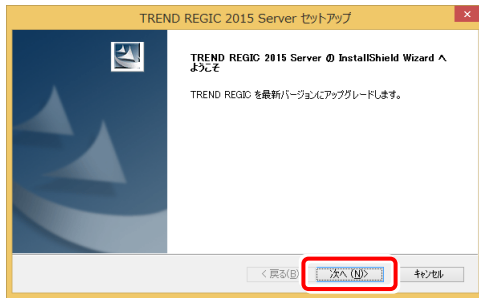 TREND REGIC 2015 Server セットアップ
TREND REGIC 2015 Server の InstallShield Wizard へ
ようこそ
TREND REGIC を最新バージョンにアップグレードします。
< 戻る(B)
次へ (N)>
キャンセル